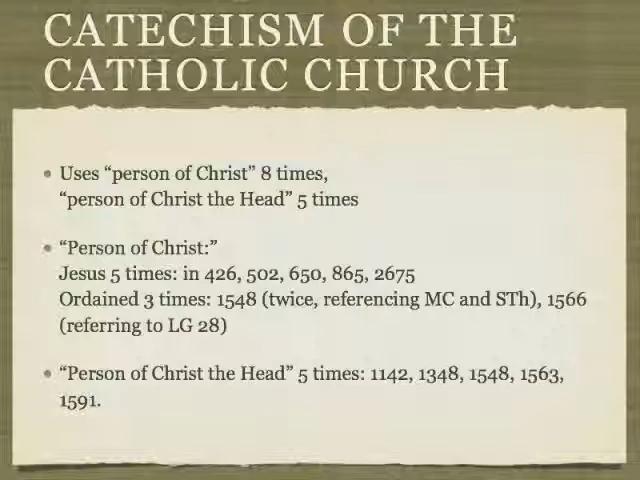 CATECHISM OF THE
CATHOLIC CHURCH
• Uses “person of Christ” 8 times,
“person of Christ the Head” 5 times
• “Person of Christ:”
Jesus 5 times: in 426, 502, 650, 865, 2675
Ordained 3 times: 1548 (twice, referencing MC and STh), 1566
(referring to LG 28)
• “Person of Christ the Head” 5 times: 1142, 1348, 1548, 1563,
1591.